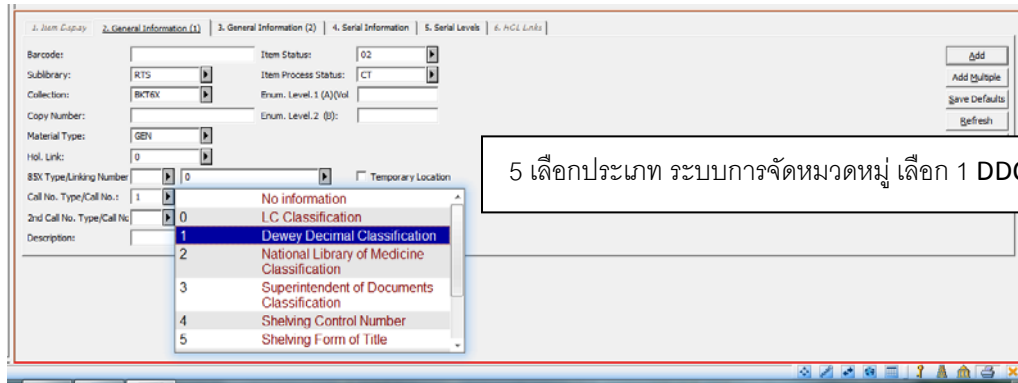 1. Item Display 2. General Information (1) 3. General Information (2) 4. Serial Information 5. Serial Levels 6. HOL Links
Barcode: Item Status: 02 Add
Sublibrary: RTS Item Process Status: CT Add Multiple
Collection: BKT6X Enum. Level.1 (A)(Vol Save Defaults
Copy Number: Enum. Level.2 (B): Refresh
Material Type: GEN
Hol. Link: 0
85X Type/Linking Number 0 Temporary Location
5 เลือกประเภท ระบบการจัดหมวดหมู่ เลือก 1 DDC
Call No. Type/Call No.: 1
2nd Call No. Type/Call No
Description:
No information
0 LC Classification
1 Dewey Decimal Classification
2 National Library of Medicine
Classification
3 Superintendent of Documents
Classification
4 Shelving Control Number
5 Shelving Form of Title